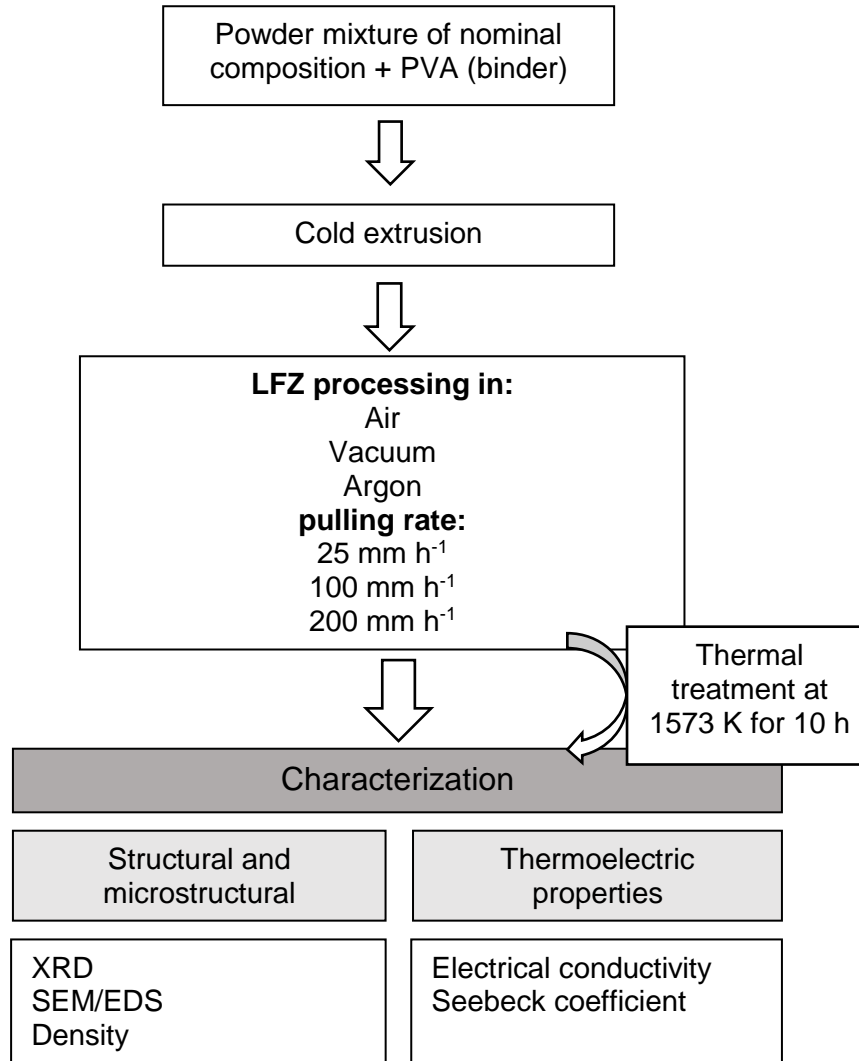 Powder mixture of nominal
composition + PVA (binder)
Cold extrusion
LFZ processing in:
Air
Vacuum
Argon
pulling rate:
25 mm h-1
100 mm h-1
200 mm h-1
Thermal
treatment at
1573 K for 10 h
Characterization
Structural and
microstructural
Thermoelectric
properties
XRD
SEM/EDS
Density
Electrical conductivity
Seebeck coefficient